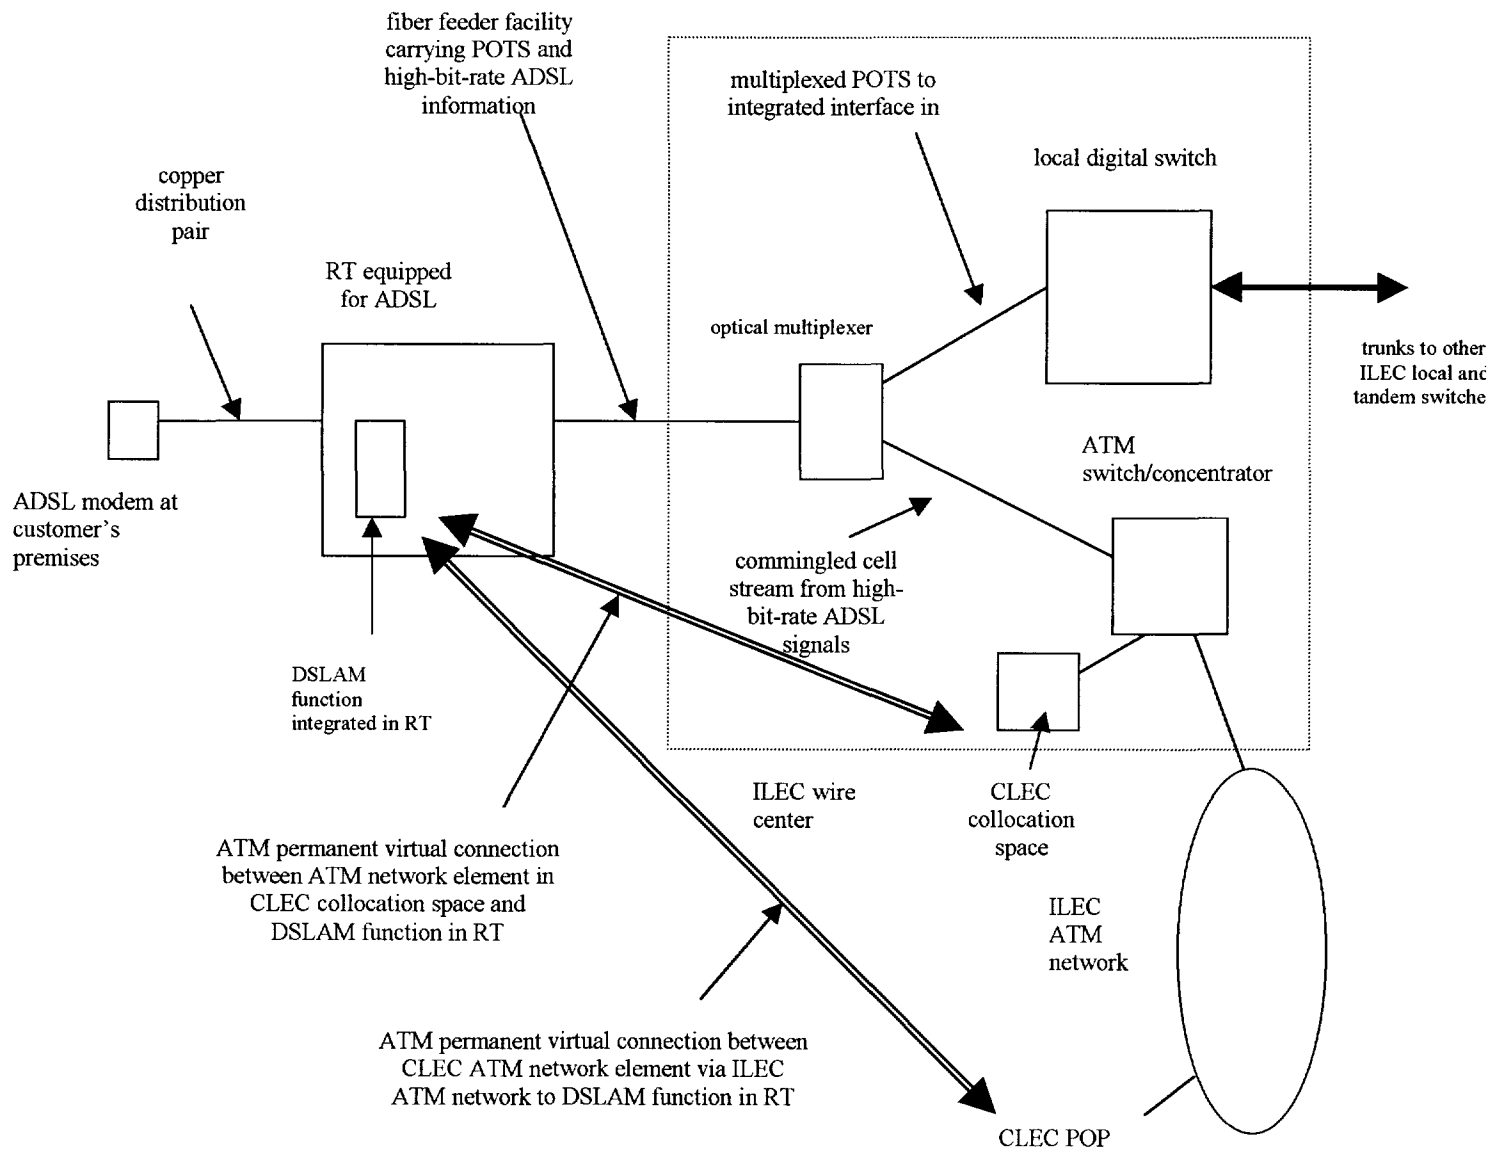 fiber feeder facility
carrying POTS and
high-bit-rate ADSL
information
multiplexed POTS to
integrated interface in
local digital switch
copper
distribution
pair
RT equipped
for ADSL
optical multiplexer
trunks to other
ILEC local and
tandem switche
ATM
switch/concentrator
ADSL modem at
customer's
premises
commingled cell
stream from high-
bit-rate ADSL
signals
DSLAM
function
integrated in RT
ILEC wire
center
CLEC
collocation
space
ATM permanent virtual connection
between ATM network element in
CLEC collocation space and
DSLAM function in RT
ILEC
ATM
network
ATM permanent virtual connection between
CLEC ATM network element via ILEC
ATM network to DSLAM function in RT
CLEC POP